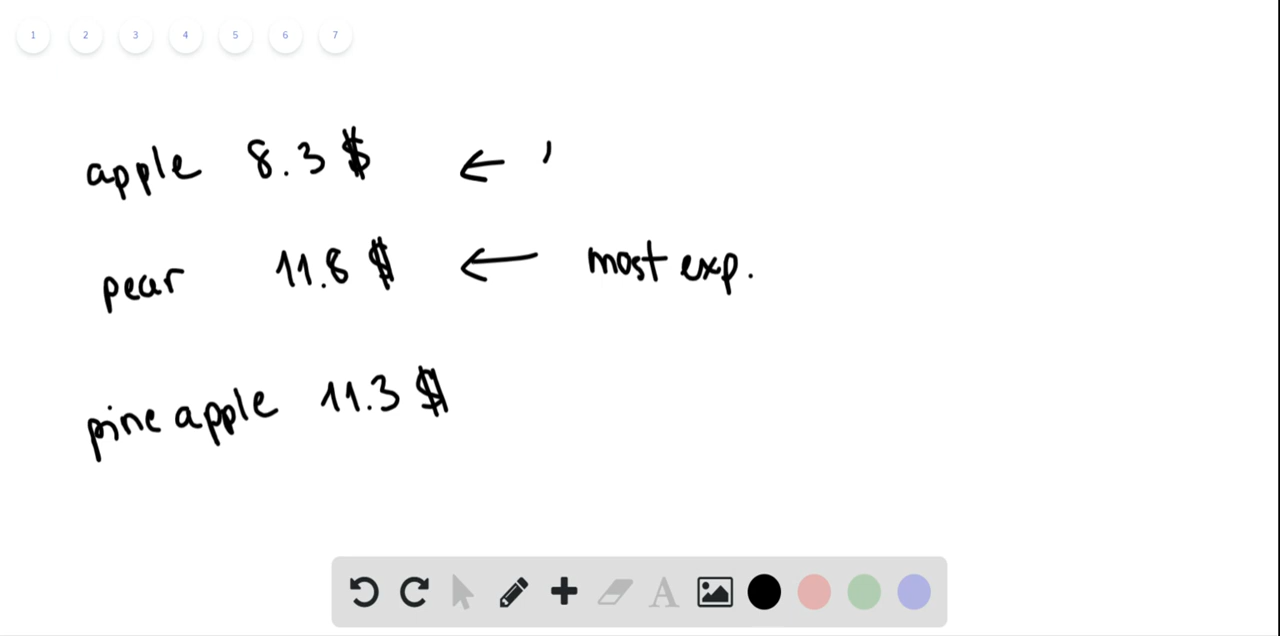 1 2 3 4 5 6 7
apple 8.3 $ ←
pear 11.8 $ ← most exp.
pineapple 11.3 $
A